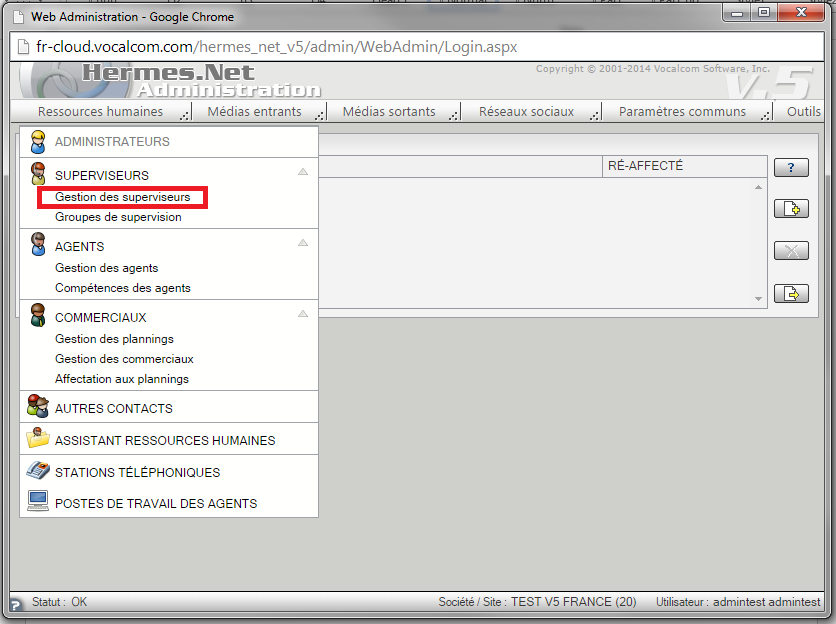 Web Administration - Google Chrome
fr-cloud.vocalcom.com/hermes_net_v5/admin/WebAdmin/Login.aspx
Hermes.Net
Administration
Copyright © 2001-2014 Vocalcom Software, Inc.
v.5
Ressources humaines Médias entrants Médias sortants Réseaux sociaux Paramètres communs Outils
ADMINISTRATEURS
SUPERVISEURS
Gestion des superviseurs
Groupes de supervision
AGENTS
Gestion des agents
Compétences des agents
COMMERCIAUX
Gestion des plannings
Gestion des commerciaux
Affectation aux plannings
AUTRES CONTACTS
ASSISTANT RESSOURCES HUMAINES
STATIONS TÉLÉPHONIQUES
POSTES DE TRAVAIL DES AGENTS
RÉ-AFFECTÉ
?
? Statut : OK Société / Site : TEST V5 FRANCE (20) Utilisateur : admintest admintest